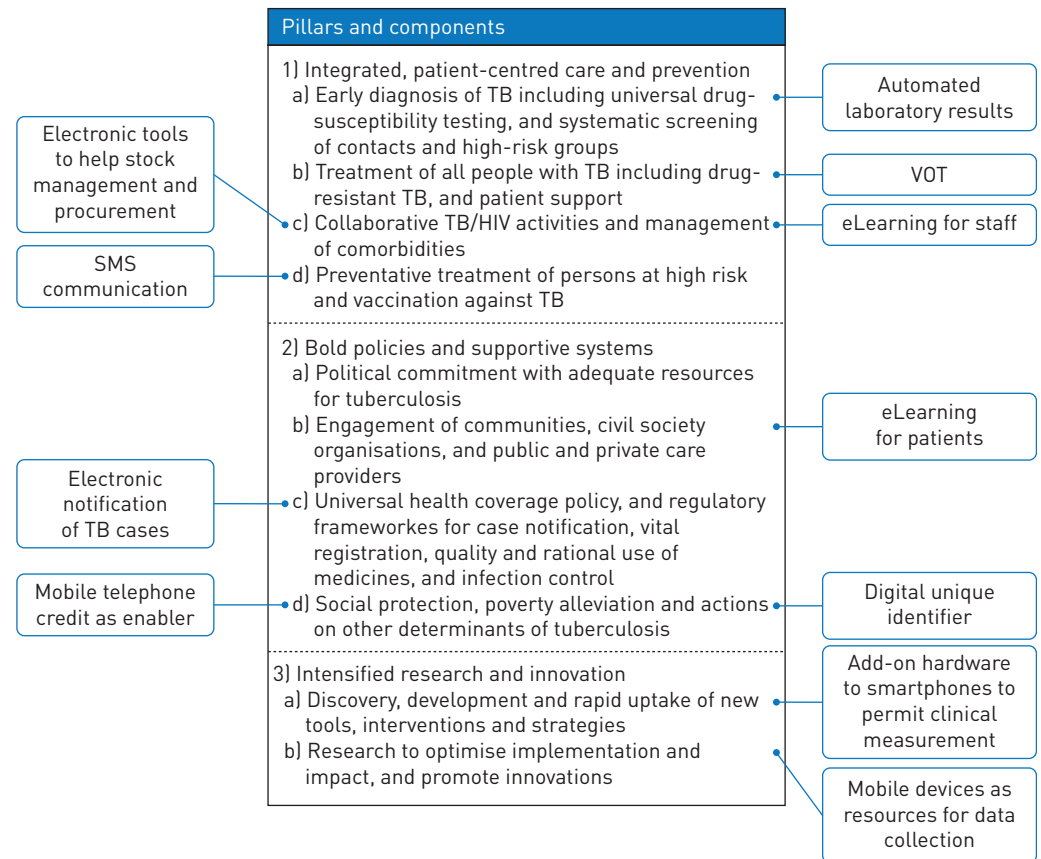 Pillars and components
1) Integrated, patient-centred care and prevention
a) Early diagnosis of TB including universal drug-
susceptibility testing, and systematic screening
of contacts and high-risk groups
b) Treatment of all people with TB including drug-
resistant TB, and patient support
c) Collaborative TB/HIV activities and management
of comorbidities
d) Preventative treatment of persons at high risk
and vaccination against TB
2) Bold policies and supportive systems
a) Political commitment with adequate resources
for tuberculosis
b) Engagement of communities, civil society
organisations, and public and private care
providers
c) Universal health coverage policy, and regulatory
frameworkes for case notification, vital
registration, quality and rational use of
medicines, and infection control
d) Social protection, poverty alleviation and actions
on other determinants of tuberculosis
3) Intensified research and innovation
a) Discovery, development and rapid uptake of new
tools, interventions and strategies
b) Research to optimise implementation and
impact, and promote innovations
Electronic tools
to help stock
management and
procurement
SMS
communication
Electronic
notification
of TB cases
Mobile telephone
credit as enabler
Automated
laboratory results
VOT
eLearning for staff
eLearning
for patients
Digital unique
identifier
Add-on hardware
to smartphones to
permit clinical
measurement
Mobile devices as
resources for data
collection